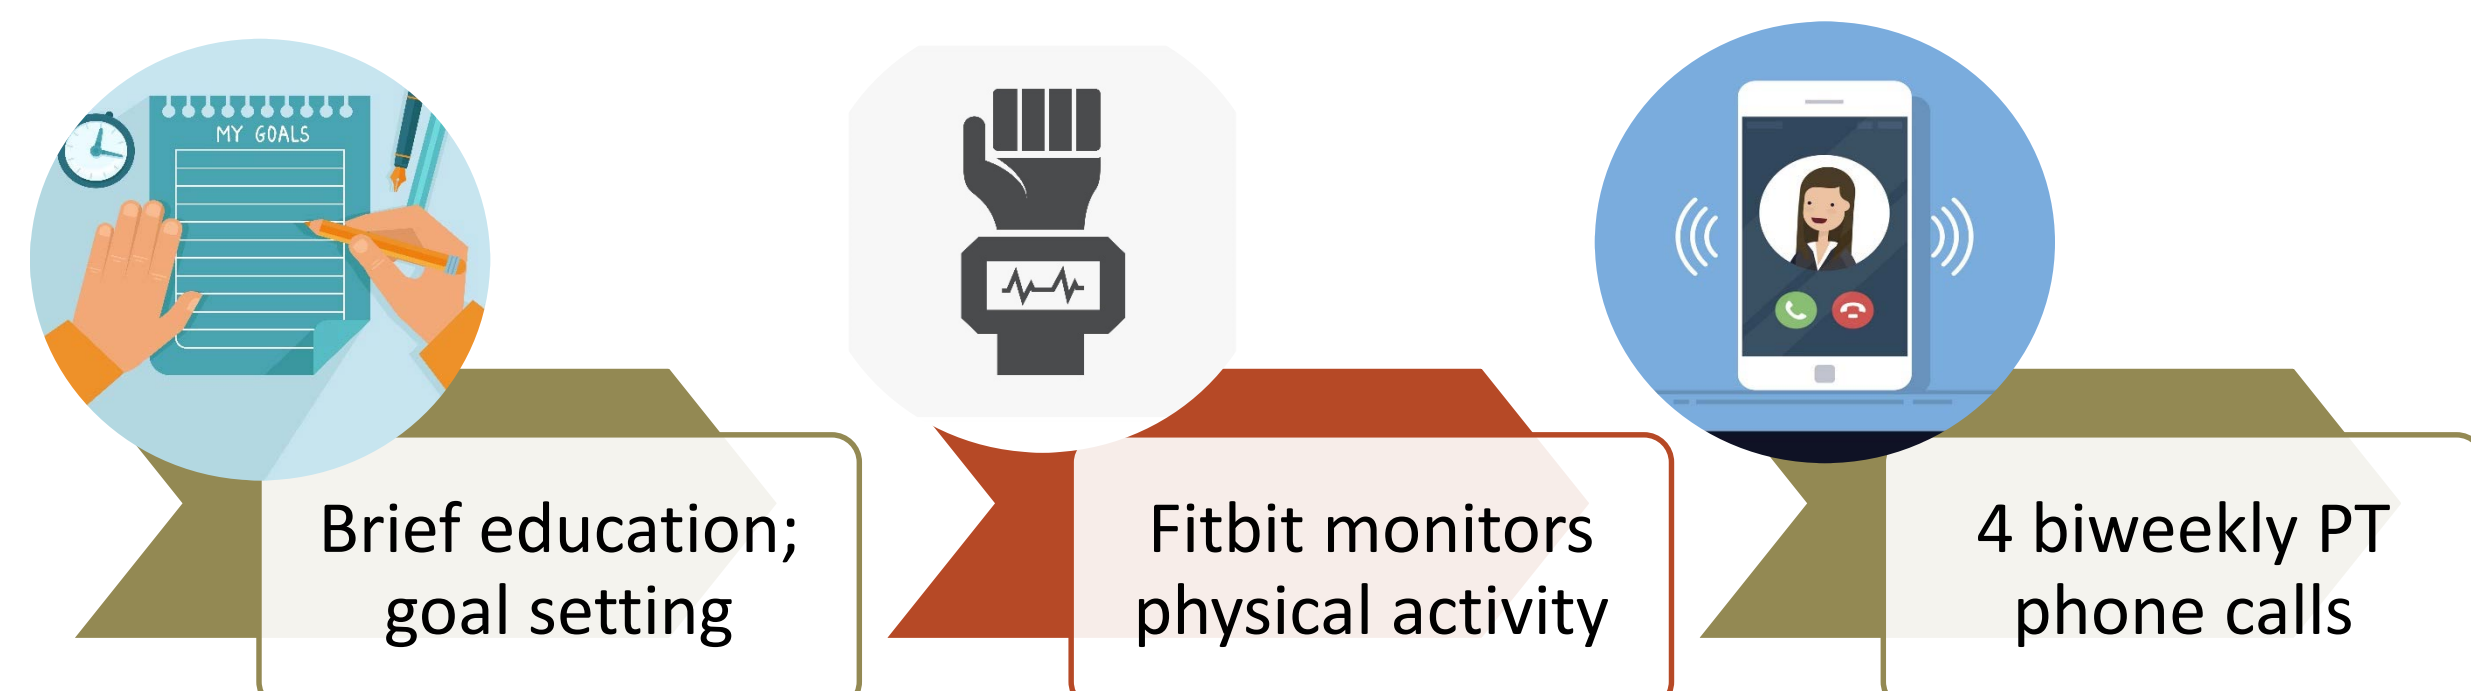 MY GOALS
Brief education;
goal setting
Fitbit monitors
physical activity
4 biweekly PT
phone calls